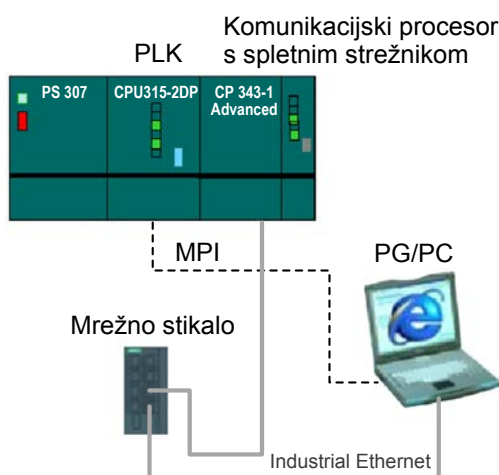 Komunikacijski procesor
PLK s spletnim strežnikom
PS 307 CPU315-2DP CP 343-1
Advanced
MPI PG/PC
Mrežno stikalo
Industrial Ethernet